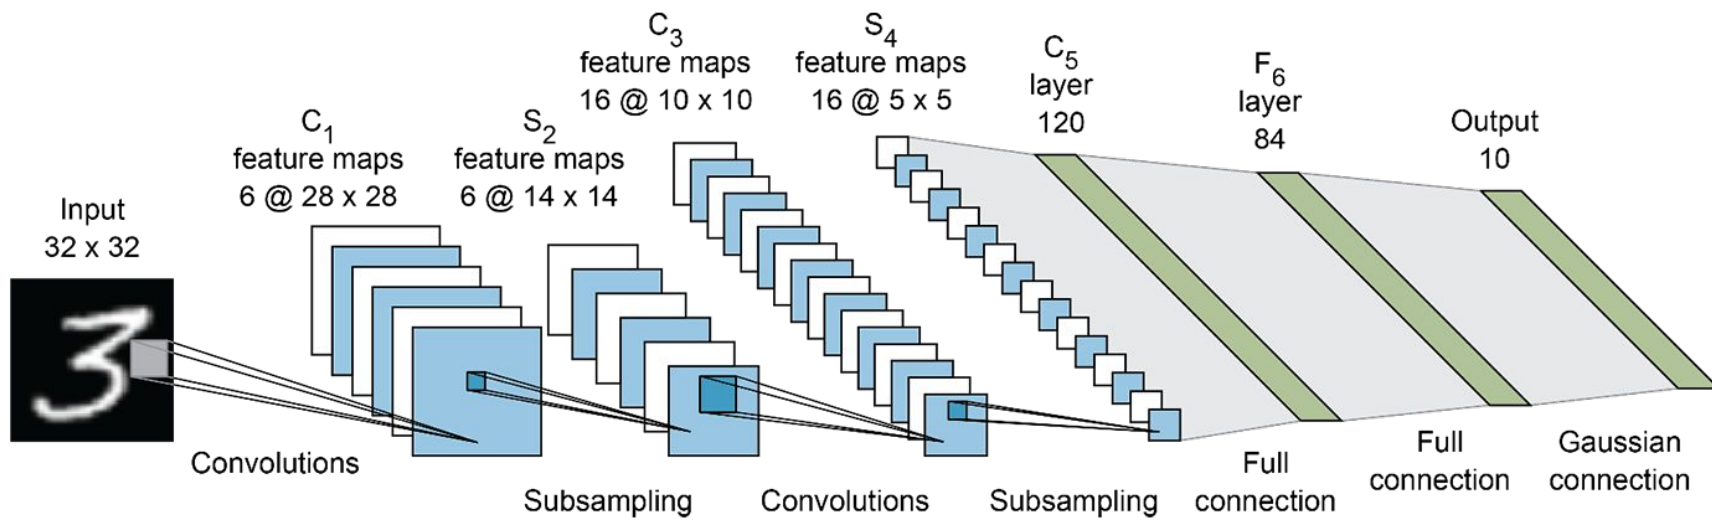 Input
32 x 32
C1
feature maps
6 @ 28 x 28
S2
feature maps
6 @ 14 x 14
C3
feature maps
16 @ 10 x 10
S4
feature maps
16 @ 5 x 5
C5
layer
120
F6
layer
84
Output
10
3
Convolutions
Subsampling
Convolutions
Subsampling
Full
connection
Full
connection
Gaussian
connection